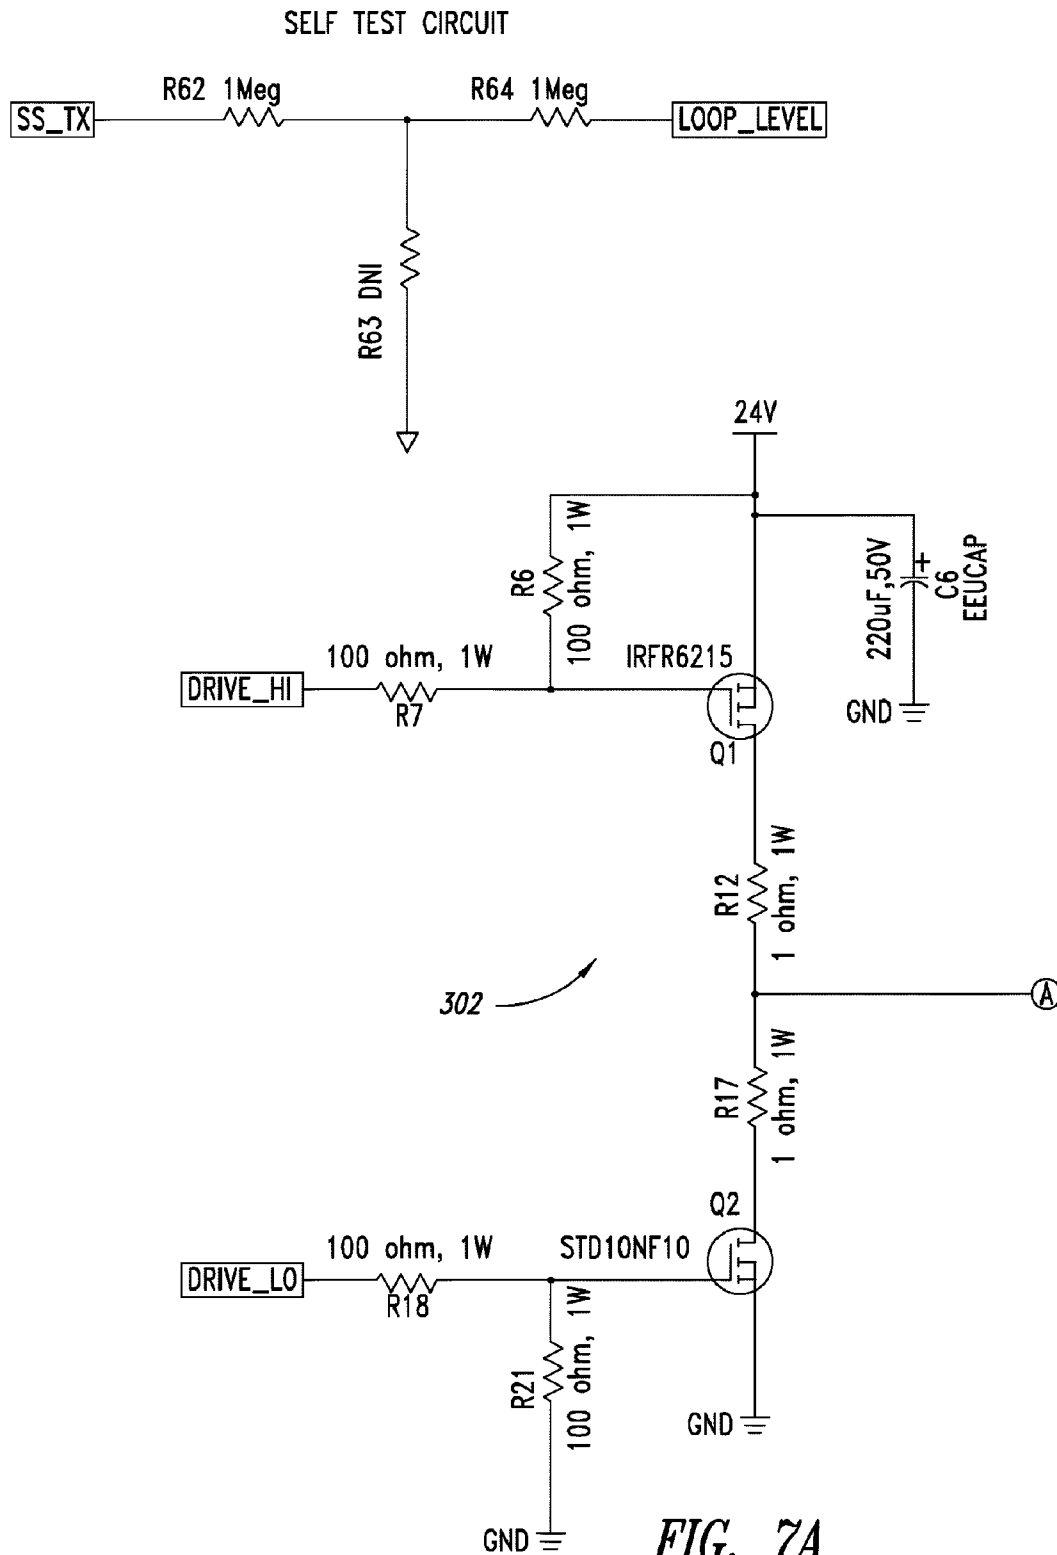 SELF TEST CIRCUIT
R62 1Meg
R64 1Meg
SS_TX
LOOP_LEVEL
R63 DNI
24V
R6
100 ohm, 1W
220uF,50V
+
C6
EEUCAP
100 ohm, 1W
IRFR6215
DRIVE_HI
R7
GND
Q1
R12
1 ohm, 1W
302
A
R17
1 ohm, 1W
Q2
100 ohm, 1W
STD10NF10
DRIVE_LO
R18
R21
100 ohm, 1W
GND
GND
FIG. 7A